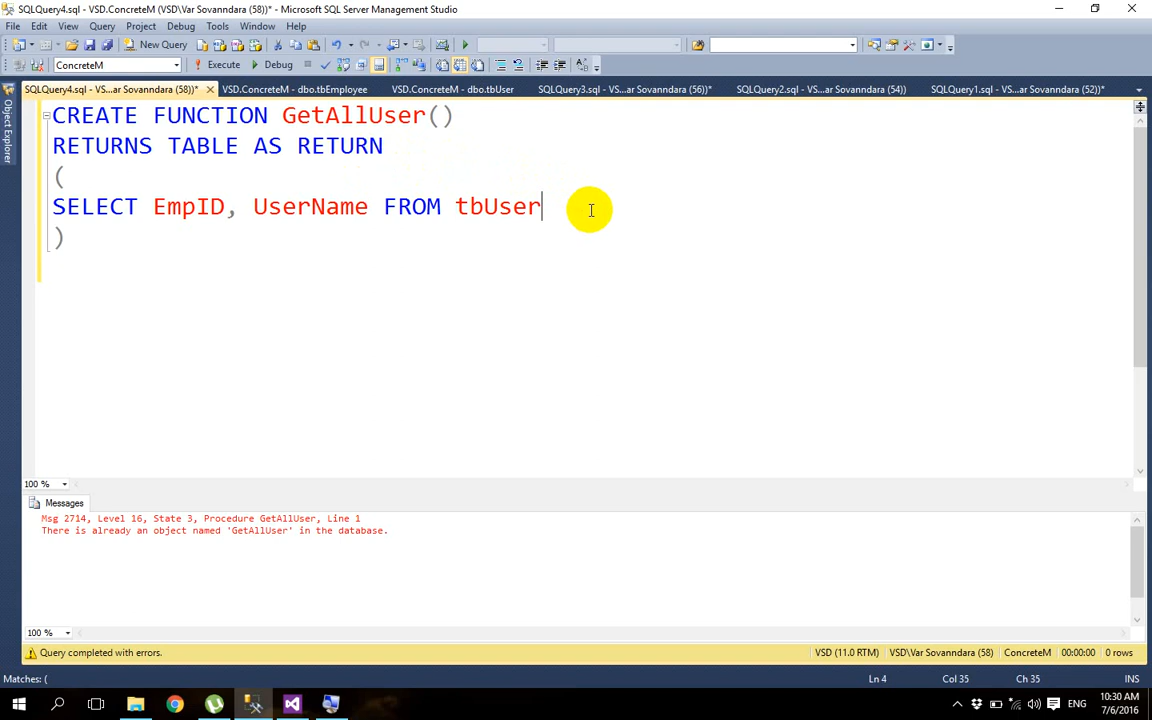 SQLQuery4.sql - VSD.ConcreteM (VSD\Var Sovanndara (58))* - Microsoft SQL Server Management Studio
File Edit View Query Project Debug Tools Window Help
New Query
ConcreteM Execute Debug
SQLQuery4.sql - VS...ar Sovanndara (58))* VSD.ConcreteM - dbo.tbEmployee VSD.ConcreteM - dbo.tbUser SQLQuery3.sql - VS...ar Sovanndara (56))* SQLQuery2.sql - VS...ar Sovanndara (54)) SQLQuery1.sql - VS...ar Sovanndara (52))*
Object Explorer
CREATE FUNCTION GetAllUser()
RETURNS TABLE AS RETURN
(
SELECT EmpID, UserName FROM tbUser
)
100 %
Messages
Msg 2714, Level 16, State 3, Procedure GetAllUser, Line 1
There is already an object named 'GetAllUser' in the database.
100 %
Query completed with errors. VSD (11.0 RTM) VSD\Var Sovanndara (58) ConcreteM 00:00:00 0 rows
Matches: ( Ln 4 Col 35 Ch 35 INS
ENG 10:30 AM
7/6/2016